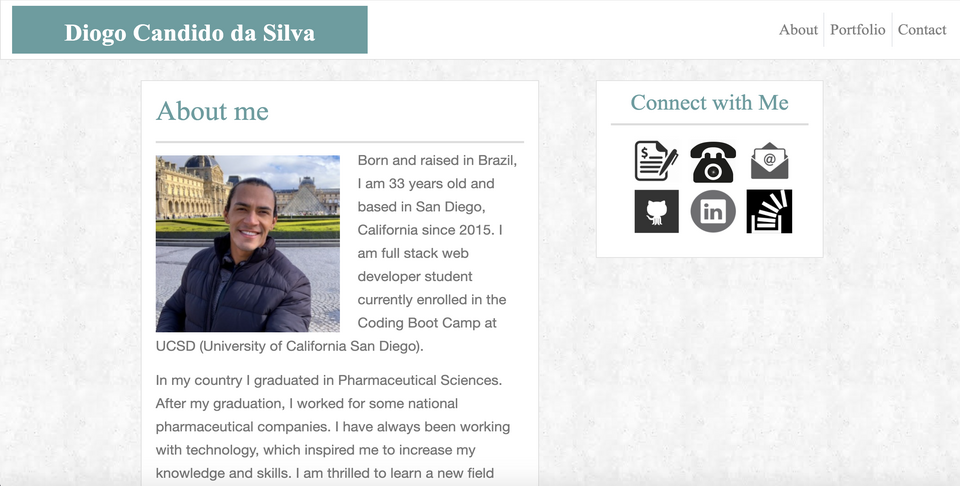 Diogo Candido da Silva
About
Portfolio
Contact
About me
Born and raised in Brazil,
I am 33 years old and
based in San Diego,
California since 2015. I
am full stack web
developer student
currently enrolled in the
Coding Boot Camp at
UCSD (University of California San Diego).
In my country I graduated in Pharmaceutical Sciences.
After my graduation, I worked for some national
pharmaceutical companies. I have always been working
with technology, which inspired me to increase my
knowledge and skills. I am thrilled to learn a new field
Connect with Me
$
@
in